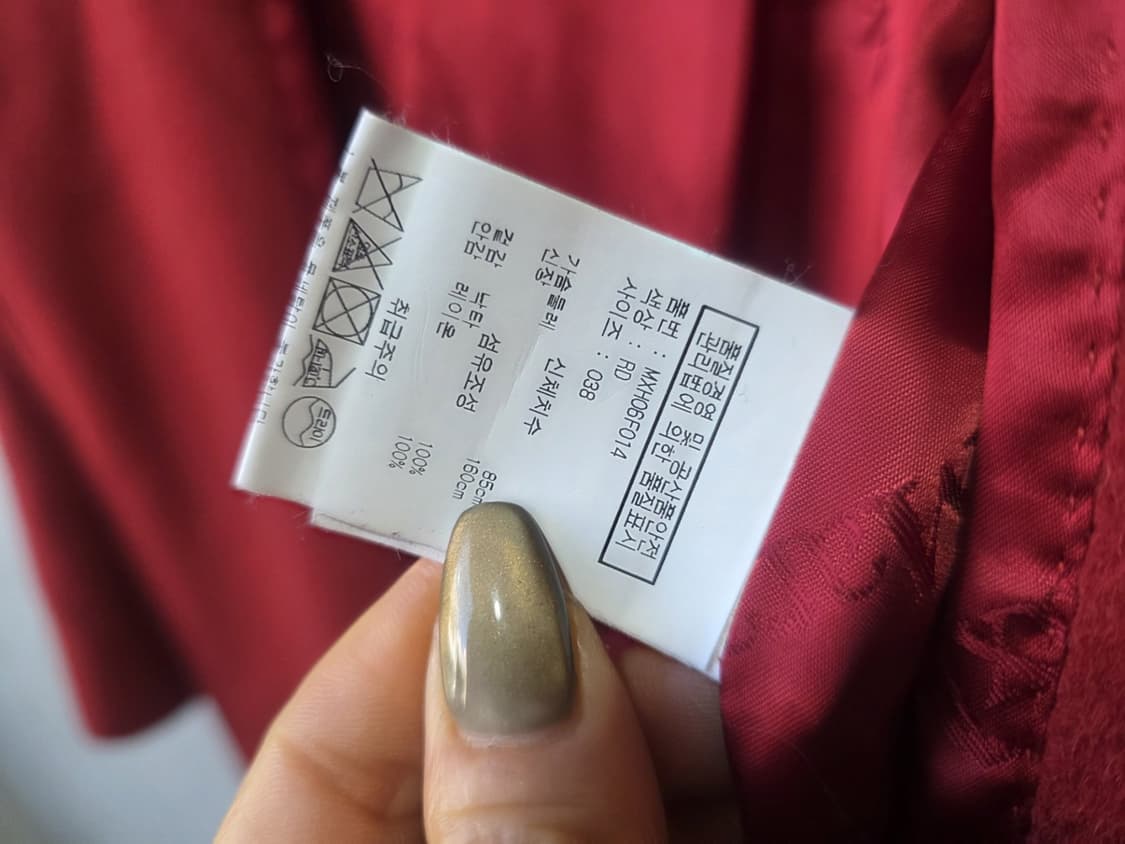 품질경영 및 공산품안전
관리법에 의한 품질표시
품번 : MXH06F014
색상 : RD
사이즈 : 038
신체치수
가슴둘레 85cm
신장 160cm
섬유조성
겉감 낙타 100%
안감 레이온 100%
취급주의
드라이